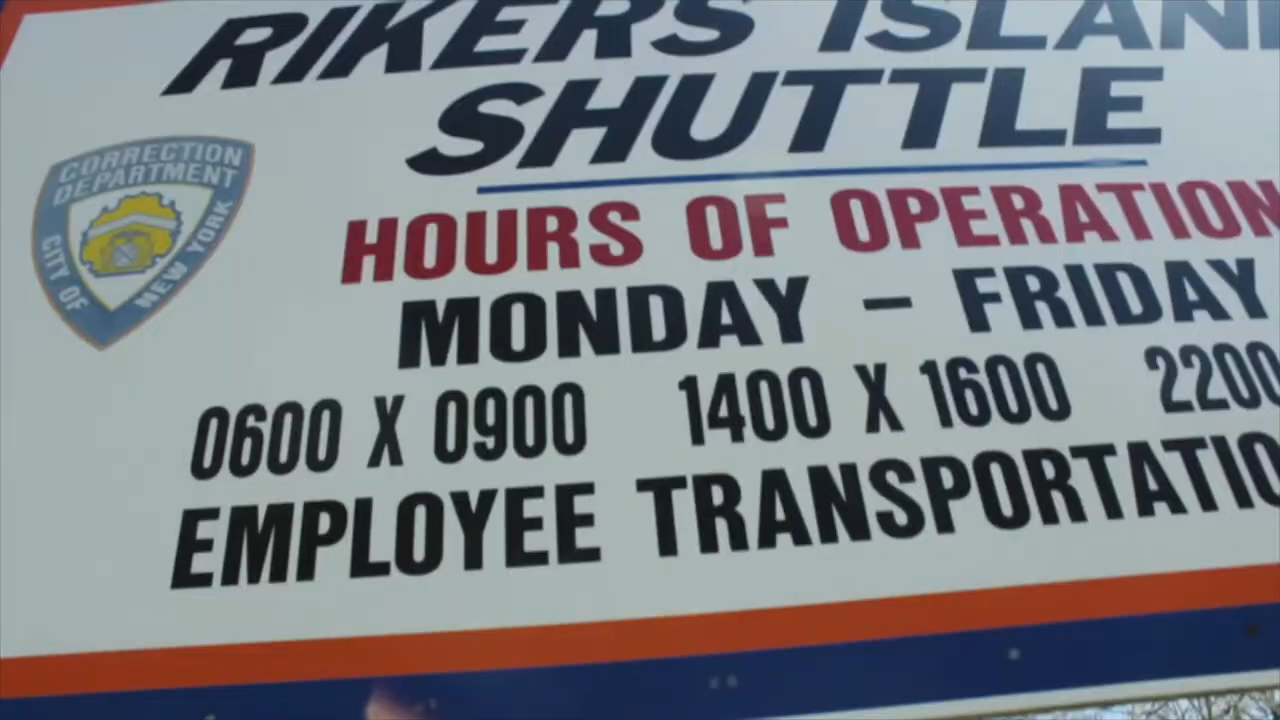 RIKERS ISLAND
SHUTTLE
CORRECTION
DEPARTMENT
CITY OF
NEW YORK
HOURS OF OPERATION
MONDAY – FRIDAY
0600 X 0900 1400 X 1600 2200
EMPLOYEE TRANSPORTATIO